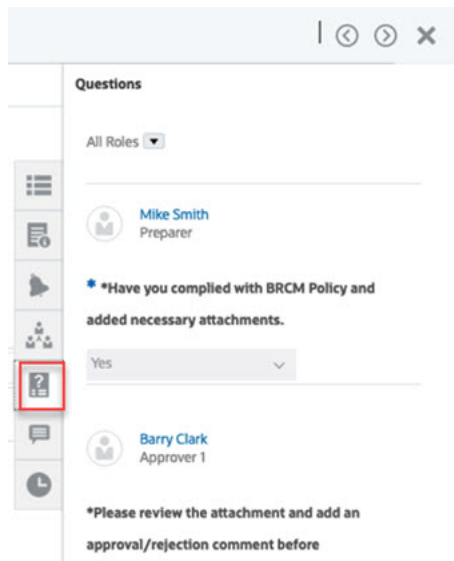 Questions
All Roles
Mike Smith
Preparer
* *Have you complied with BRCM Policy and
added necessary attachments.
Yes
Barry Clark
Approver 1
*Please review the attachment and add an
approval/rejection comment before